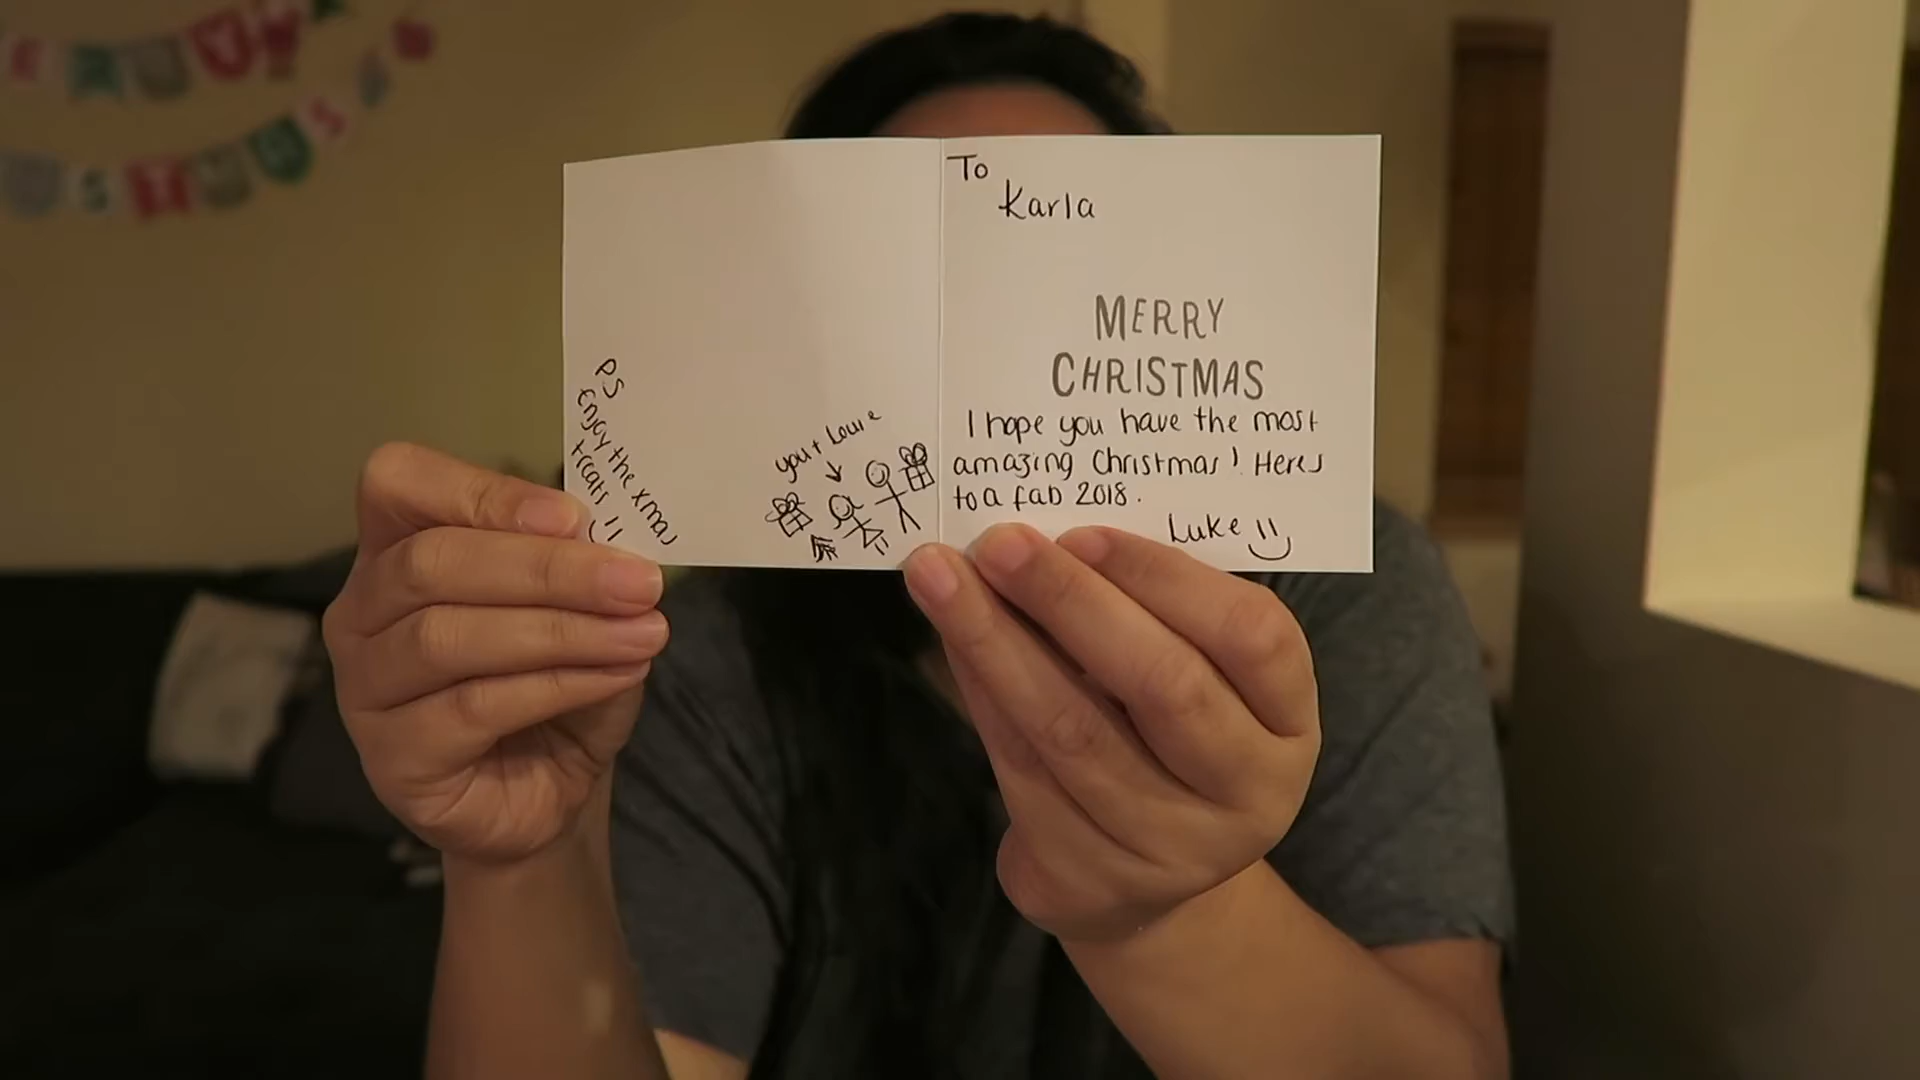 PS
Enjoy the xmas
treats
you + Louie
To
Karla
MERRY
CHRISTMAS
I hope you have the most
amazing Christmas! Heres
to a fab 2018.
Luke